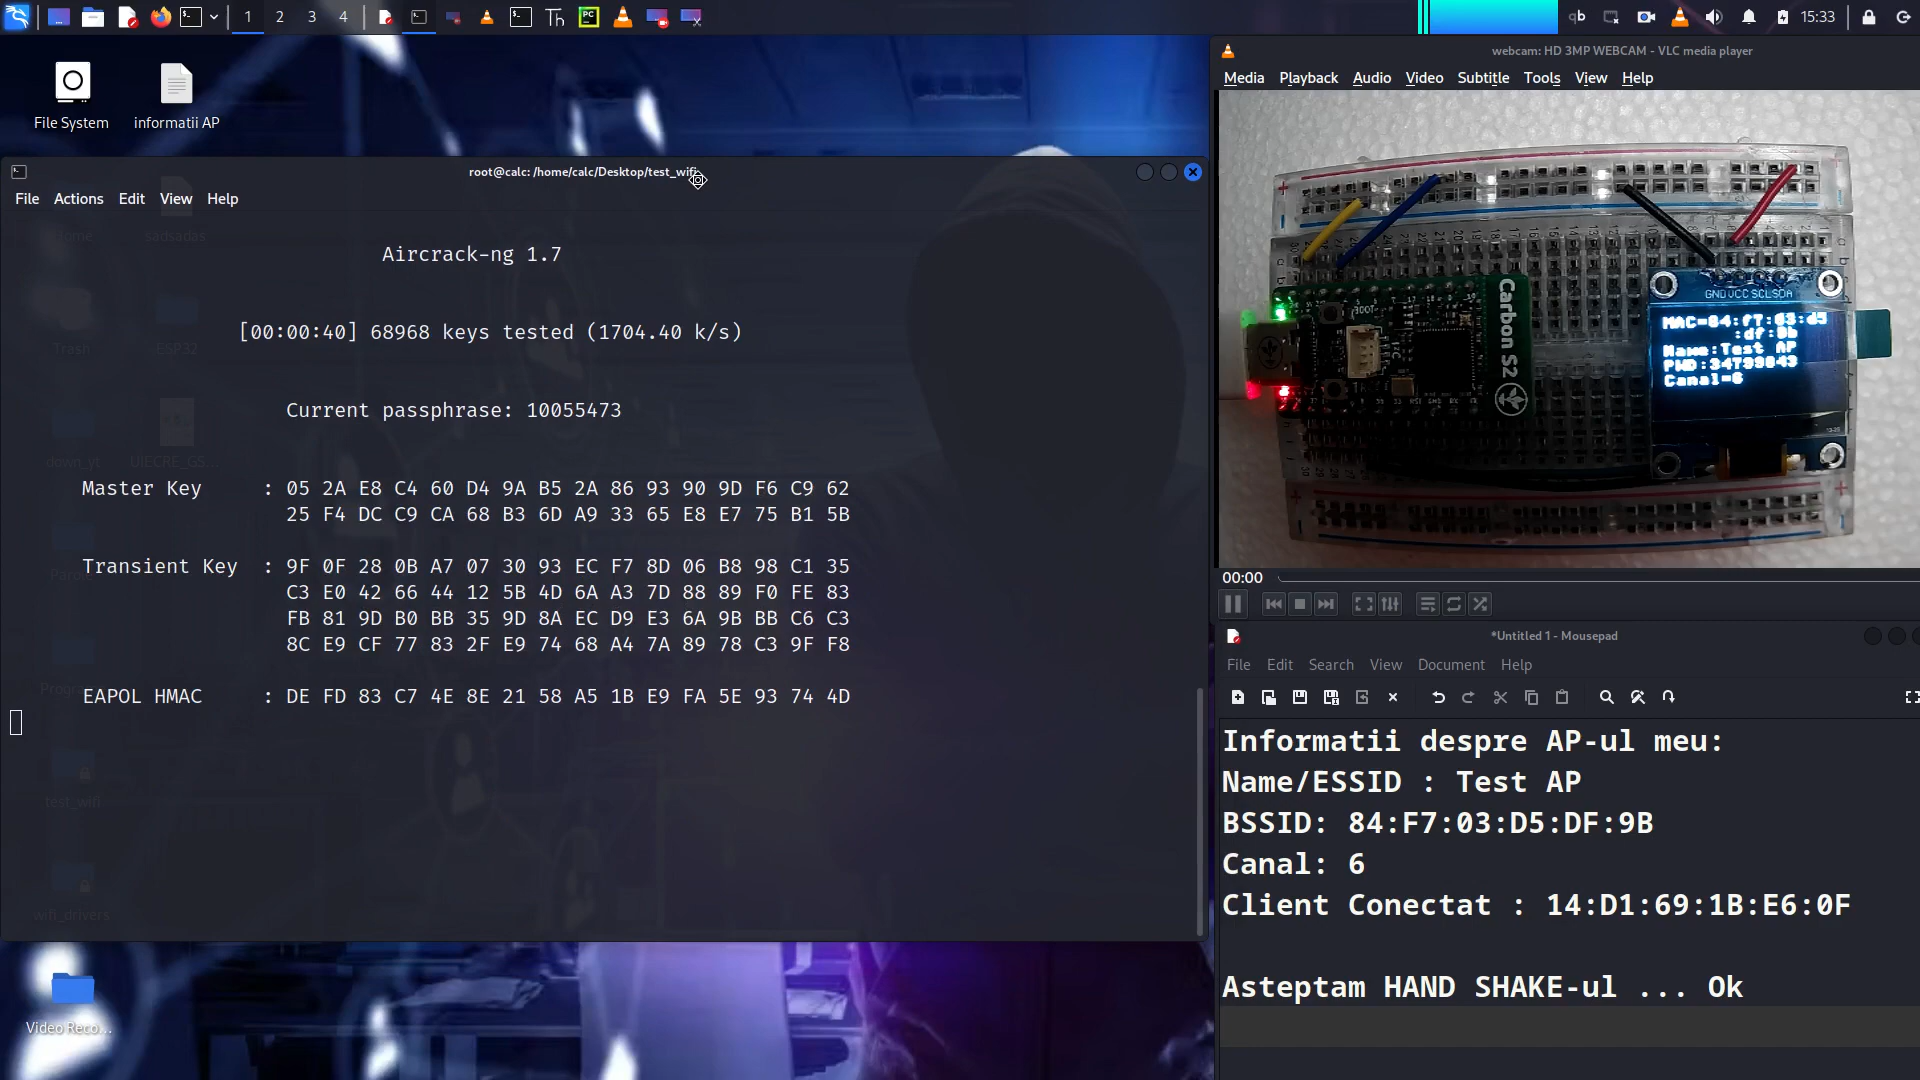 1 2 3 4 15:33
File System
informatii AP
root@calc: /home/calc/Desktop/test_wifi
File Actions Edit View Help
Home
sadsadas
Trash
ESP32
down_yt
test_wifi
wifi_drivers
Video Reco...
Aircrack-ng 1.7
[00:00:40] 68968 keys tested (1704.40 k/s)
Current passphrase: 10055473
Master Key : 05 2A E8 C4 60 D4 9A B5 2A 86 93 90 9D F6 C9 62
25 F4 DC C9 CA 68 B3 6D A9 33 65 E8 E7 75 B1 5B
Transient Key : 9F 0F 28 0B A7 07 30 93 EC F7 8D 06 B8 98 C1 35
C3 E0 42 66 44 12 5B 4D 6A A3 7D 88 89 F0 FE 83
FB 81 9D B0 BB 35 9D 8A EC D9 E3 6A 9B BB C6 C3
8C E9 CF 77 83 2F E9 74 68 A4 7A 89 78 C3 9F F8
EAPOL HMAC : DE FD 83 C7 4E 8E 21 58 A5 1B E9 FA 5E 93 74 4D
webcam: HD 3MP WEBCAM - VLC media player
Media Playback Audio Video Subtitle Tools View Help
Carbon S2
GND VCC SCL SDA
Name:Test AP
Canal=6
00:00
*Untitled 1 - Mousepad
File Edit Search View Document Help
Informatii despre AP-ul meu:
Name/ESSID : Test AP
BSSID: 84:F7:03:D5:DF:9B
Canal: 6
Client Conectat : 14:D1:69:1B:E6:0F
Asteptam HAND SHAKE-ul ... Ok